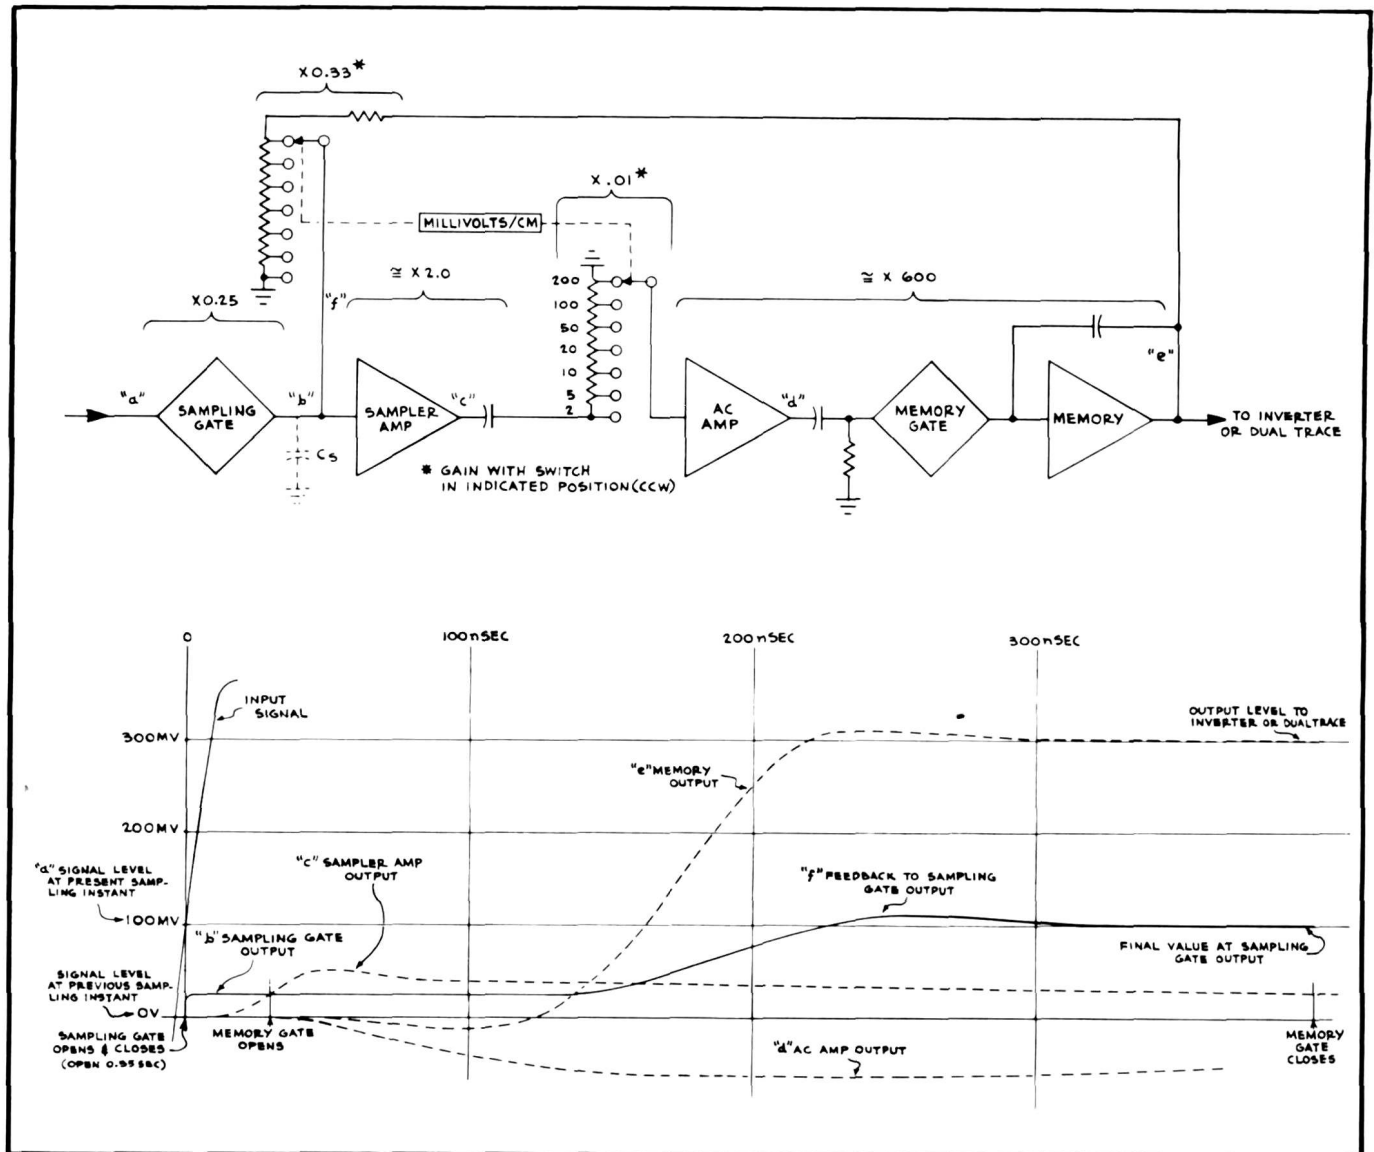 X0.33*
X.01*
MILLIVOLTS/CM
≅ X2.0
≅ X 600
X0.25
"f"
200
100
50
20
10
5
2
"a"
SAMPLING
GATE
"b"
SAMPLER
AMP
"c"
AC
AMP
"d"
MEMORY
GATE
MEMORY
"e"
TO INVERTER
OR DUAL TRACE
Cs
* GAIN WITH SWITCH
IN INDICATED POSITION(CCW)
0
100nSEC
200nSEC
300nSEC
INPUT
SIGNAL
OUTPUT LEVEL TO
INVERTER OR DUALTRACE
300MV
"e"MEMORY
OUTPUT
200MV
"a"SIGNAL LEVEL
AT PRESENT SAMP-
LING INSTANT
"c" SAMPLER AMP
OUTPUT
"f"FEEDBACK TO SAMPLING
GATE OUTPUT
100MV
"b"SAMPLING GATE
OUTPUT
FINAL VALUE AT SAMPLING
GATE OUTPUT
SIGNAL LEVEL
AT PREVIOUS SAMP-
LING INSTANT
0V
SAMPLING GATE
OPENS & CLOSES
MEMORY GATE
OPENS
"d"AC AMP OUTPUT
MEMORY
GATE
CLOSES